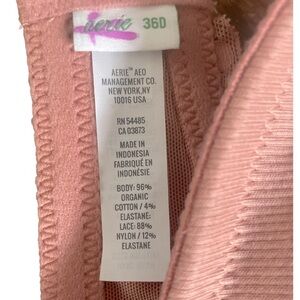 aerie 36D
AERIE™ AEO
MANAGEMENT CO.
NEW YORK,NY
10016 USA
RN 54485
CA 03873
MADE IN
INDONESIA
FABRIQUÉ EN
INDONÉSIE
BODY: 96%
ORGANIC
COTTON / 4%
ELASTANE:
LACE: 88%
NYLON / 12%
ELASTANE